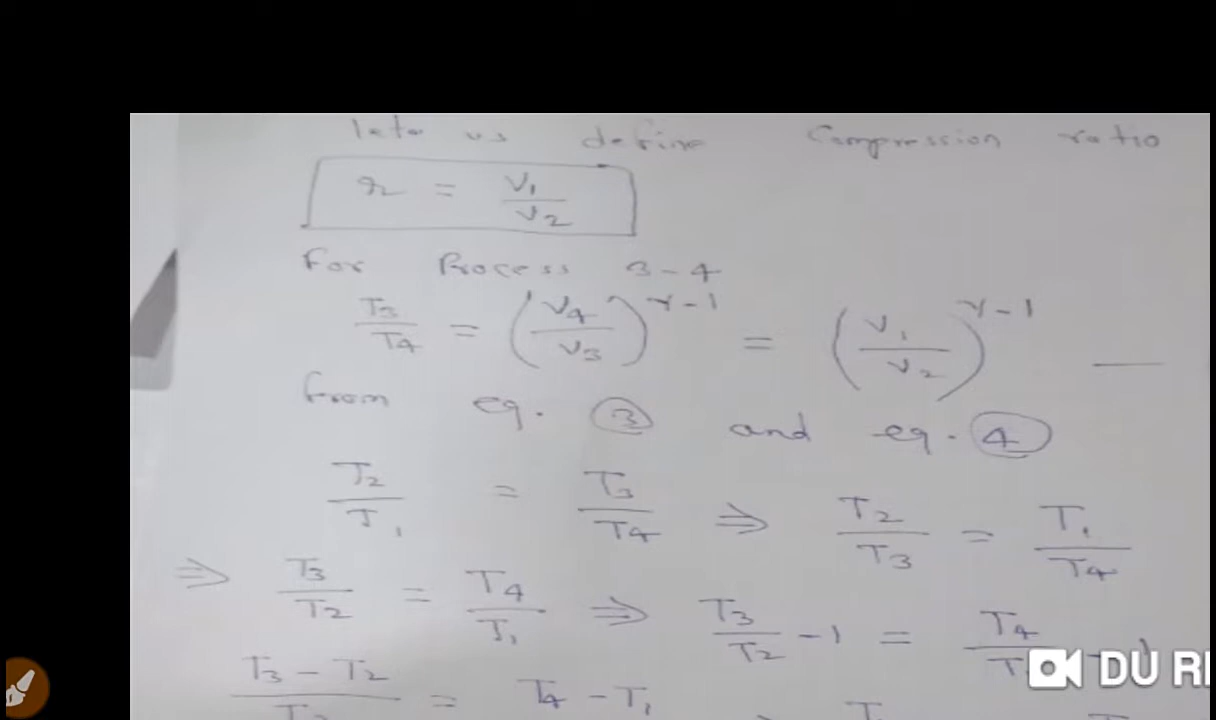 lets us define Compression ratio
r = V1/V2
For Process 3-4
T3/T4 = (V4/V3)^γ-1 = (V1/V2)^γ-1 —
from eq. ③ and eq. ④
T2/T1 = T3/T4 ⇒ T2/T3 = T1/T4
⇒ T3/T2 = T4/T1 ⇒ T3/T2 - 1 = T4/T
T3 - T2 = T4 - T1
DU RE